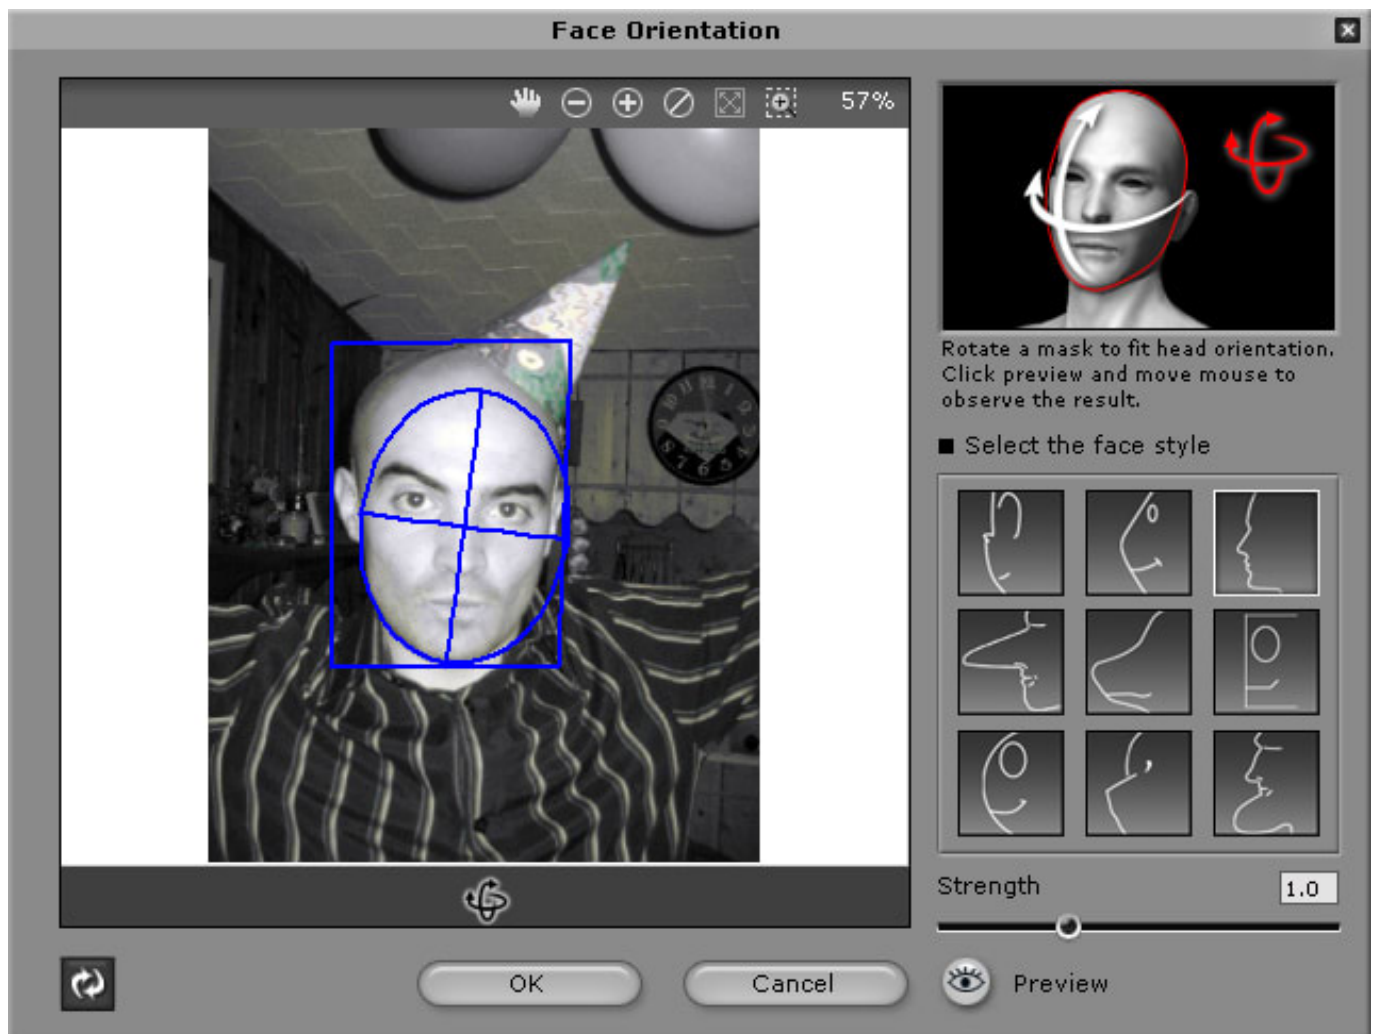 Face Orientation
57%
Rotate a mask to fit head orientation.
Click preview and move mouse to
observe the result.
Select the face style
Strength
1.0
OK
Cancel
Preview